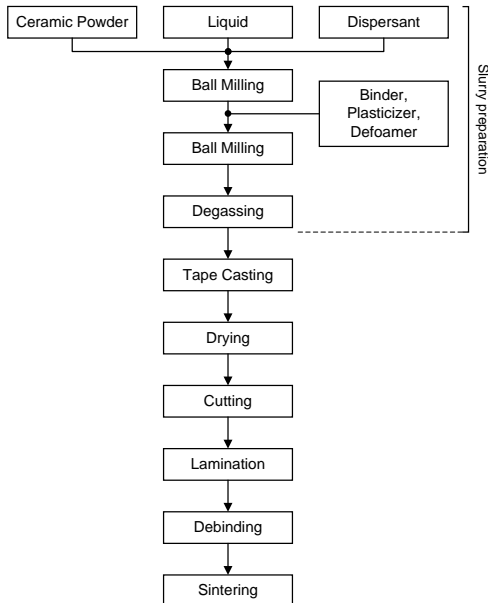 Ceramic Powder
Liquid
Dispersant
Ball Milling
Binder,
Plasticizer,
Defoamer
Ball Milling
Degassing
Slurry preparation
Tape Casting
Drying
Cutting
Lamination
Debinding
Sintering